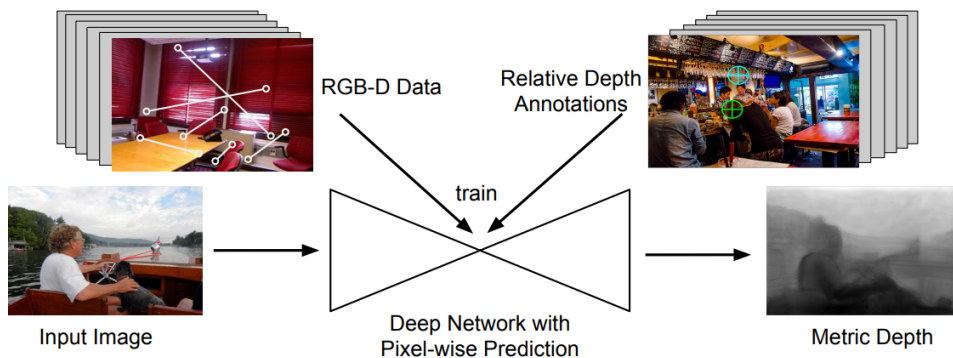 RGB-D Data
Relative Depth
Annotations
train
Input Image
Deep Network with
Pixel-wise Prediction
Metric Depth